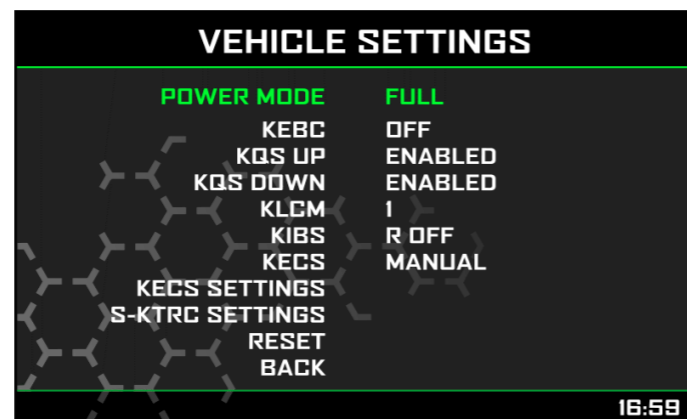 VEHICLE SETTINGS
POWER MODE FULL
KEBC OFF
KQS UP ENABLED
KQS DOWN ENABLED
KLCM 1
KIBS R OFF
KECS MANUAL
KECS SETTINGS
S-KTRC SETTINGS
RESET
BACK
16:59